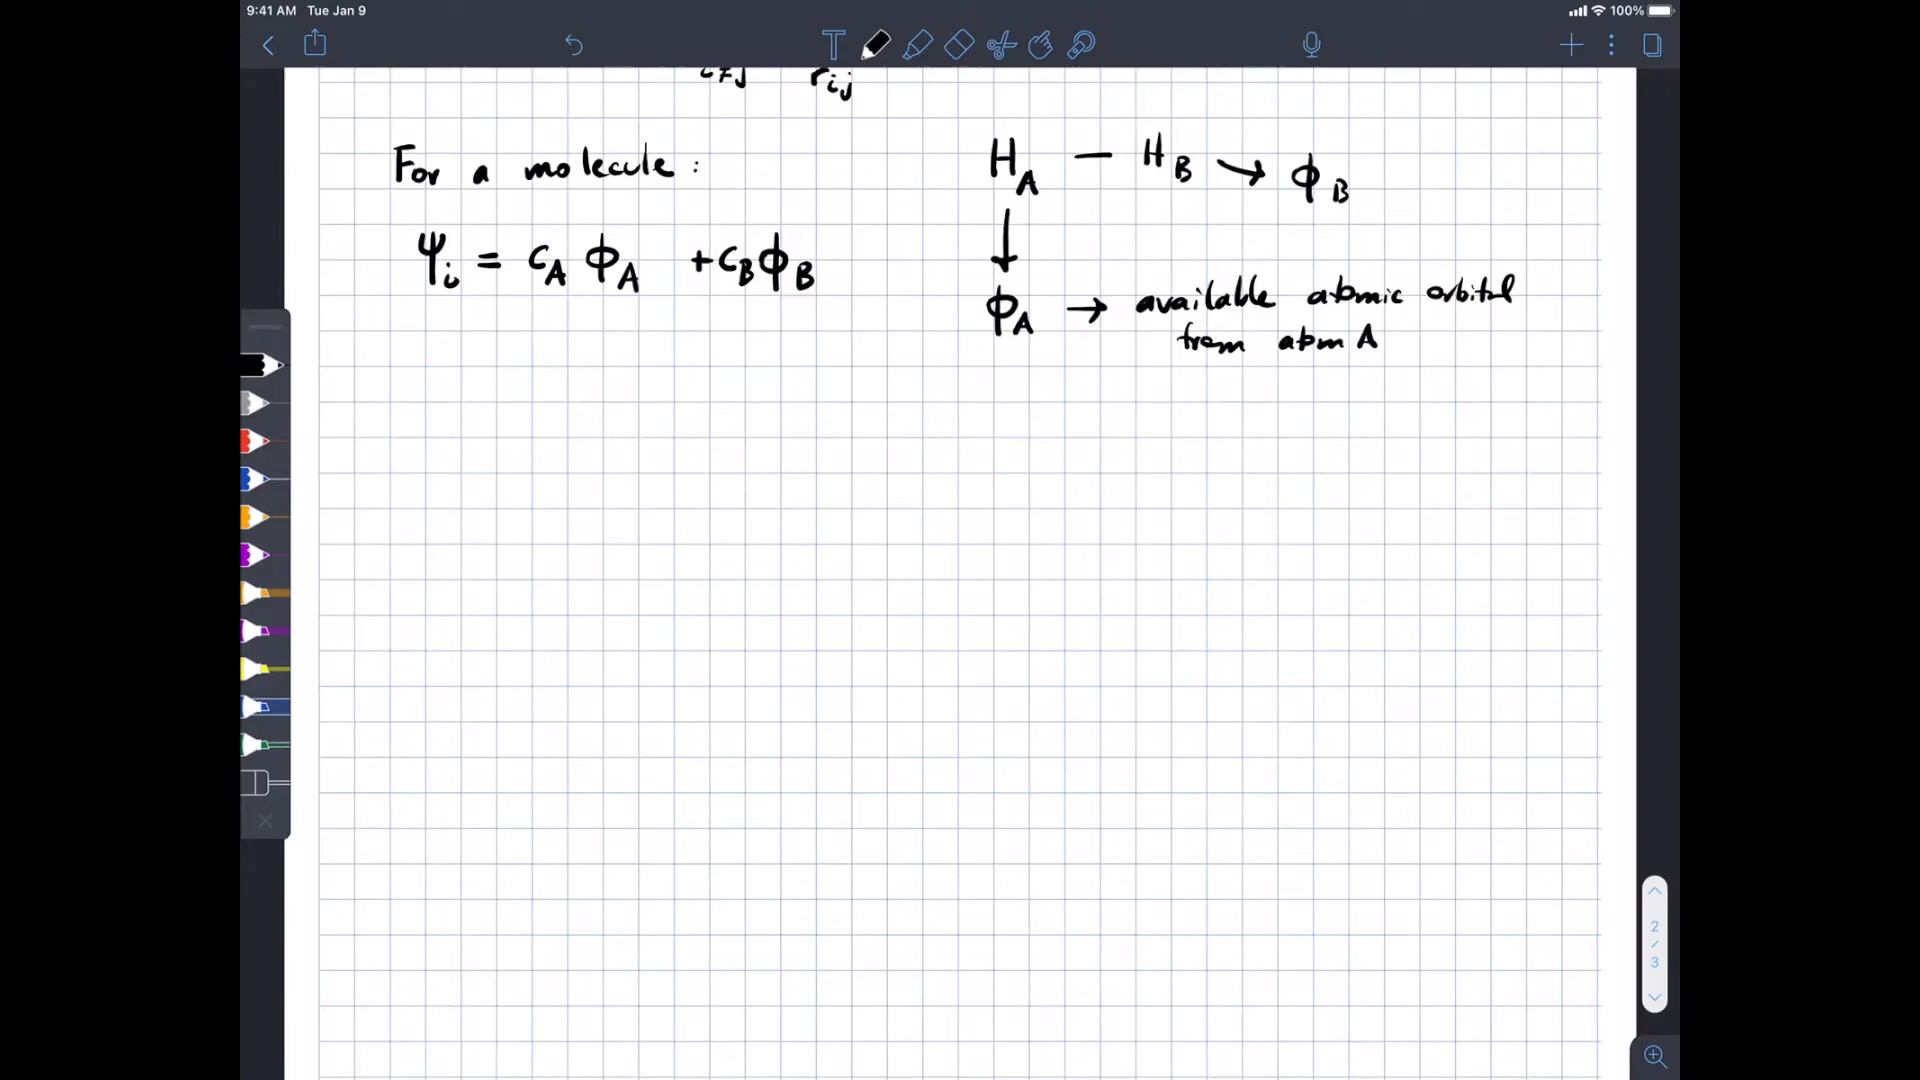 9:41 AM Tue Jan 9
100%
i≠j r_ij
For a molecule :
H_A — H_B → ϕ_B
↓
ψ_i = c_A ϕ_A + c_B ϕ_B
ϕ_A → available atomic orbital
from atom A
2
/
3